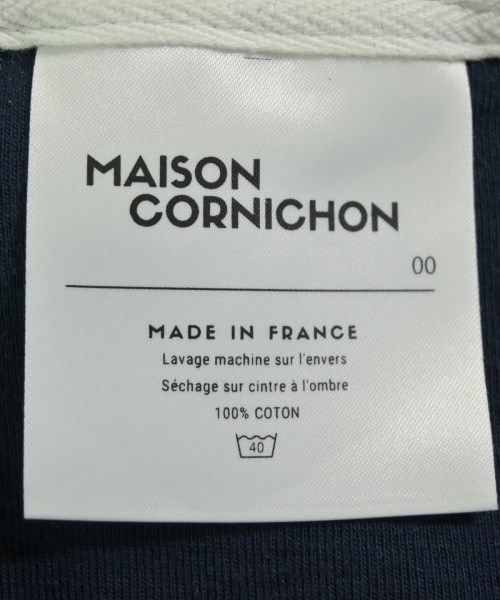 MAISON
CORNICHON
00
MADE IN FRANCE
Lavage machine sur l'envers
Séchage sur cintre à l'ombre
100% COTON
40